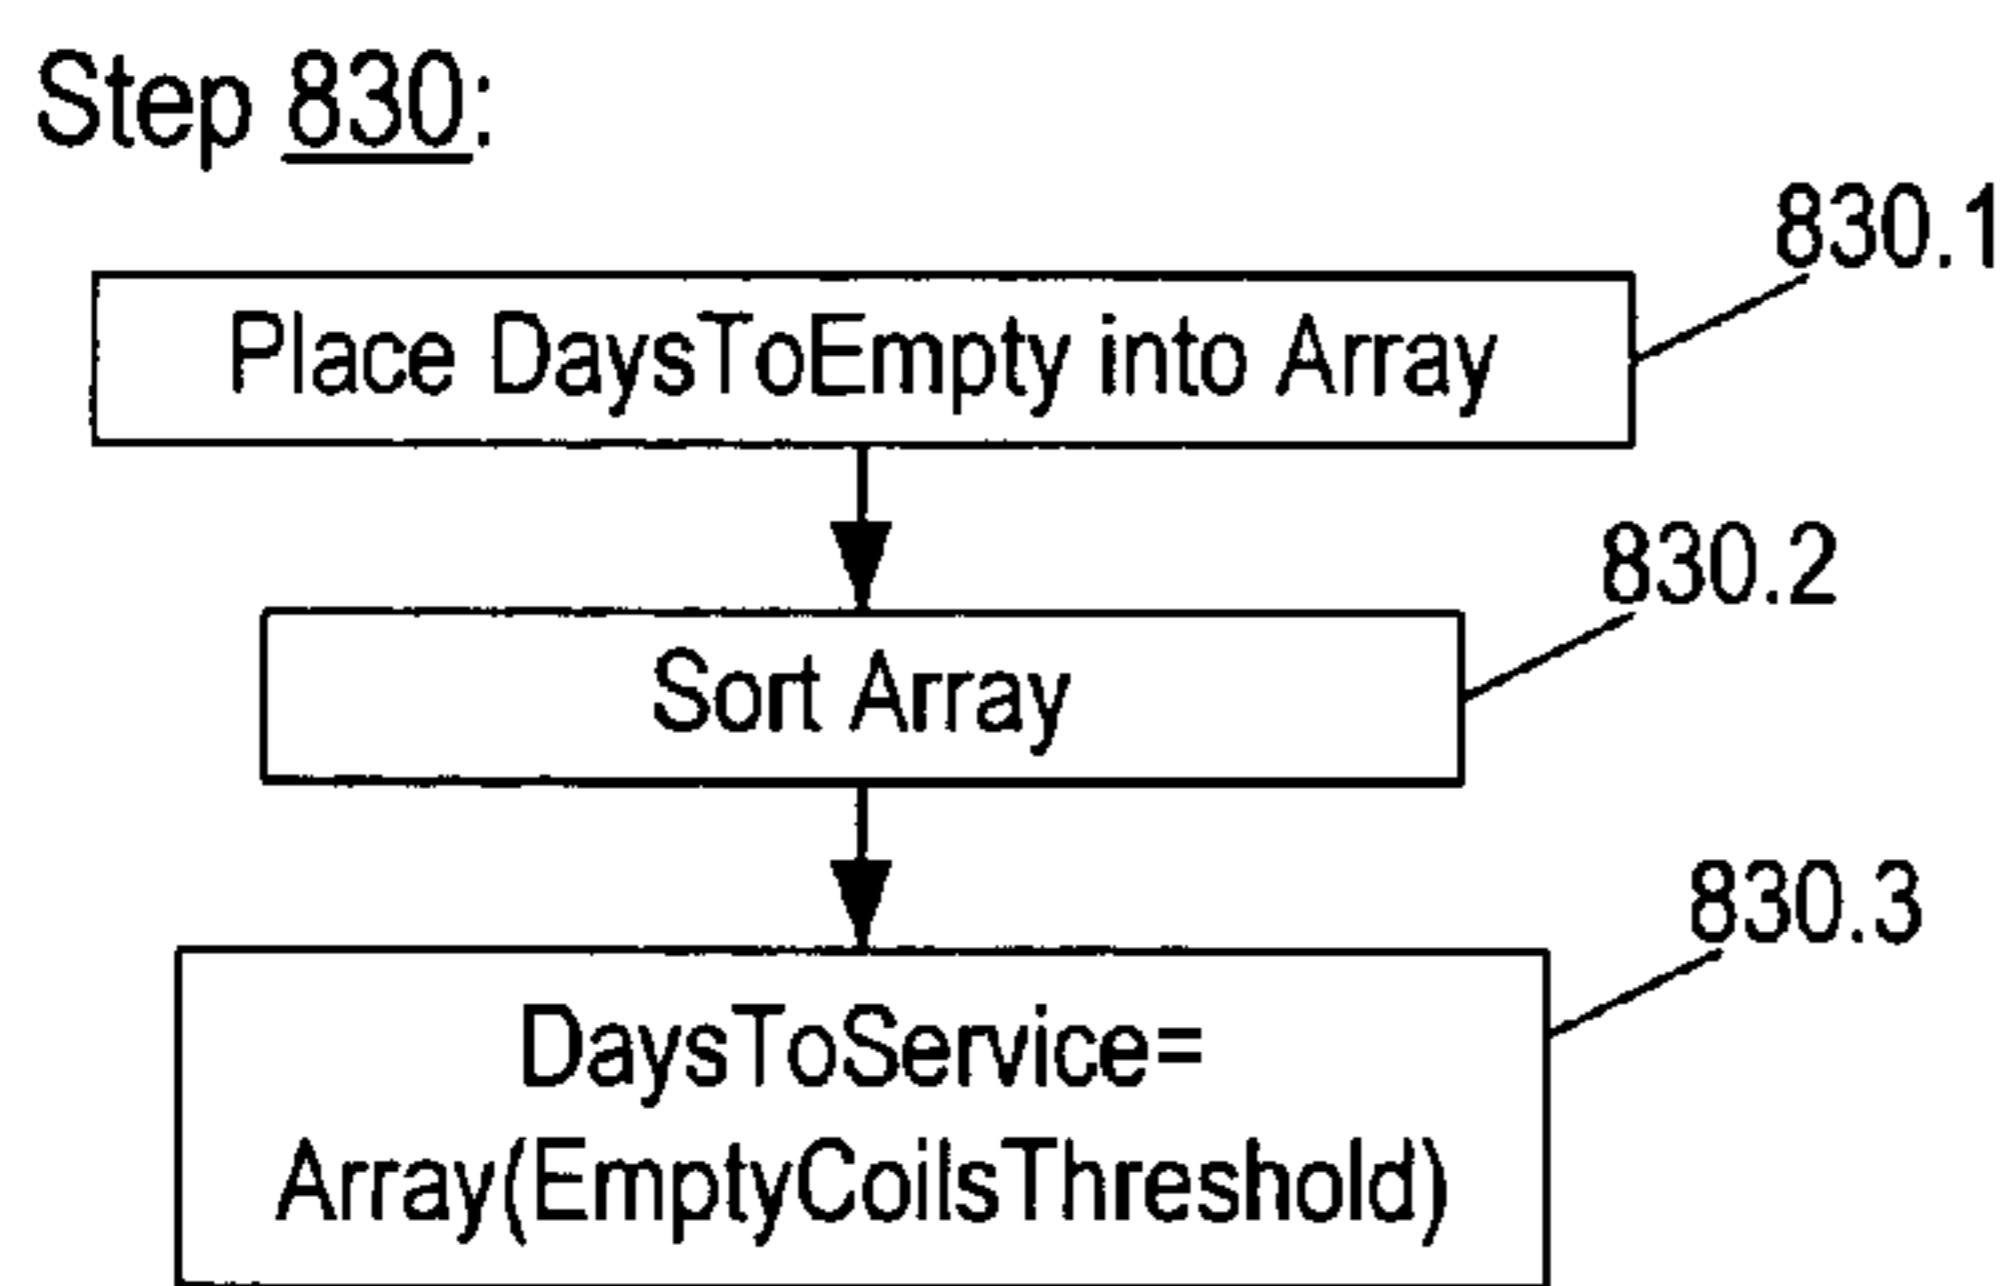 Step 830:
830.1
Place DaysToEmpty into Array
830.2
Sort Array
830.3
DaysToService=
Array(EmptyCoilsThreshold)